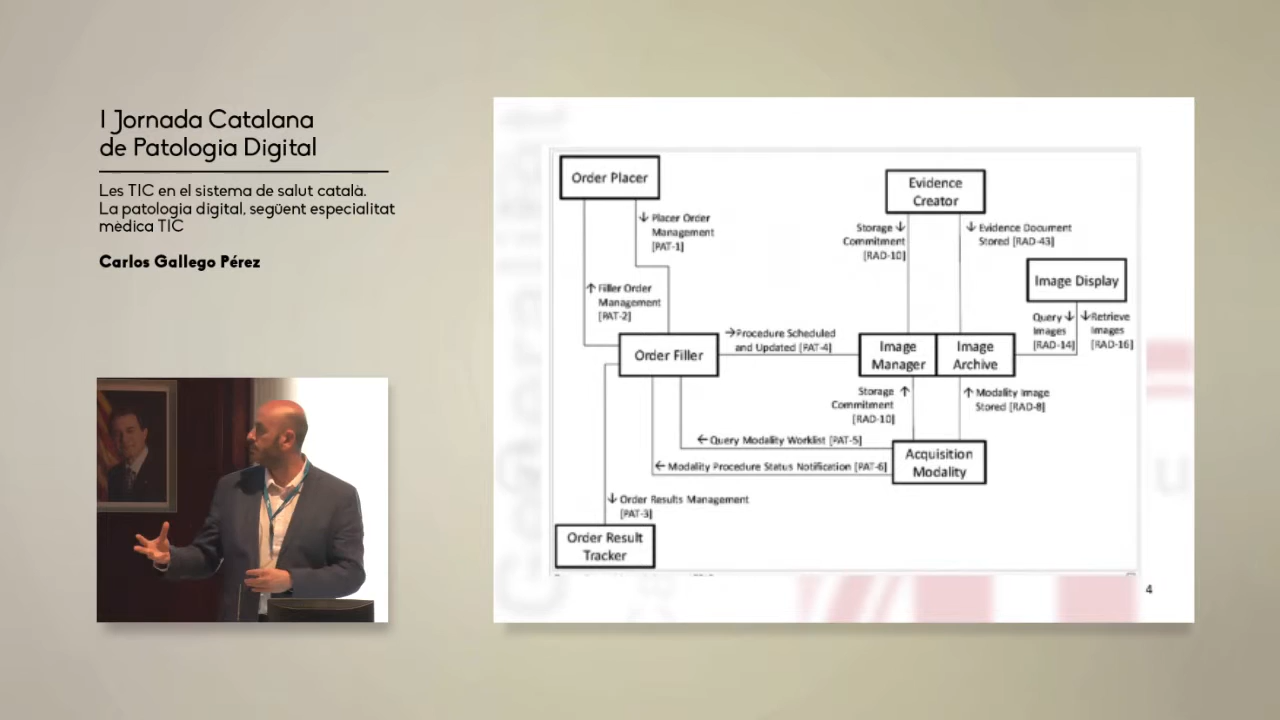 I Jornada Catalana
de Patologia Digital
Les TIC en el sistema de salut català.
La patologia digital, següent especialitat
mèdica TIC
Carlos Gallego Pérez
Order Placer
Evidence
Creator
↓ Placer Order
Management
[PAT-1]
Storage ↓
Commitment
[RAD-10]
↓ Evidence Document
Stored [RAD-43]
Image Display
↑ Filler Order
Management
[PAT-2]
Query ↓
Images
[RAD-14]
↓Retrieve
Images
[RAD-16]
Order Filler
→Procedure Scheduled
and Updated [PAT-4]
Image
Manager
Image
Archive
Storage ↑
Commitment
[RAD-10]
↑ Modality Image
Stored [RAD-8]
←Query Modality Worklist [PAT-5]
← Modality Procedure Status Notification [PAT-6]
Acquisition
Modality
↓ Order Results Management
[PAT-3]
Order Result
Tracker
4